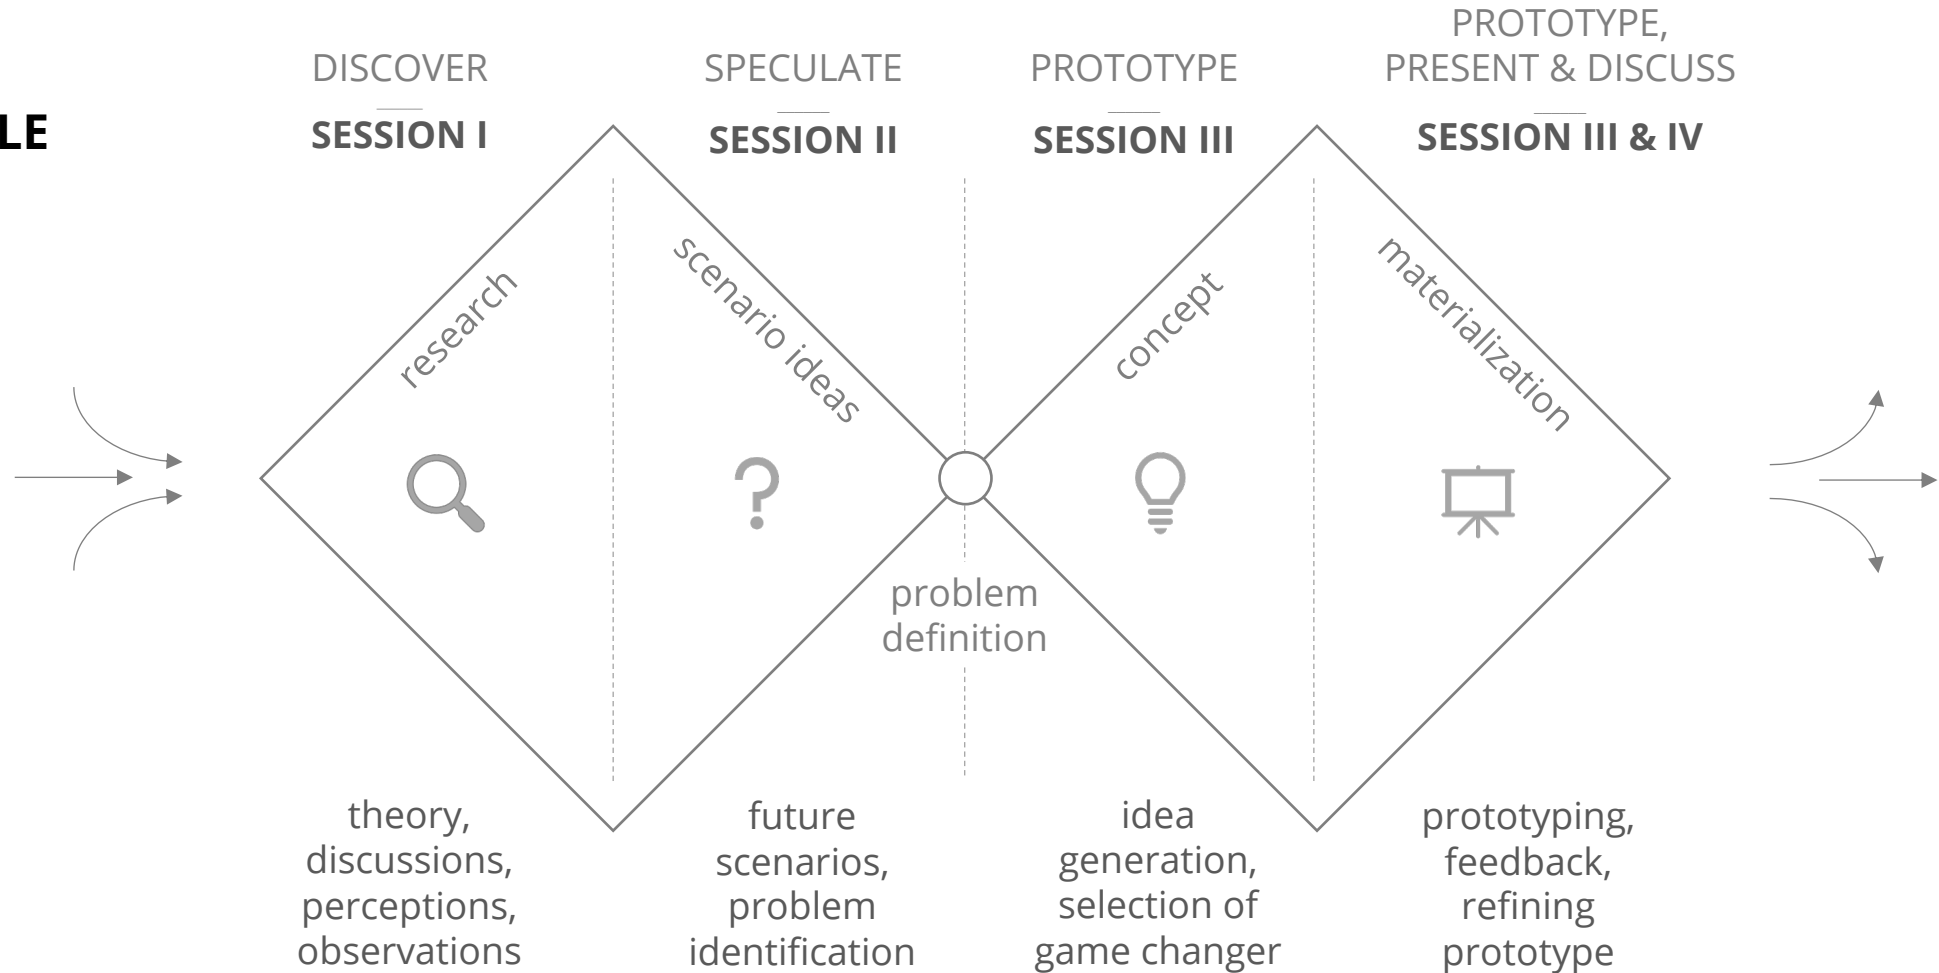 LE
DISCOVER
SESSION I
SPECULATE
SESSION II
PROTOTYPE
SESSION III
PROTOTYPE,
PRESENT & DISCUSS
SESSION III & IV
research
scenario ideas
concept
materialization
problem
definition
theory,
discussions,
perceptions,
observations
future
scenarios,
problem
identification
idea
generation,
selection of
game changer
prototyping,
feedback,
refining
prototype